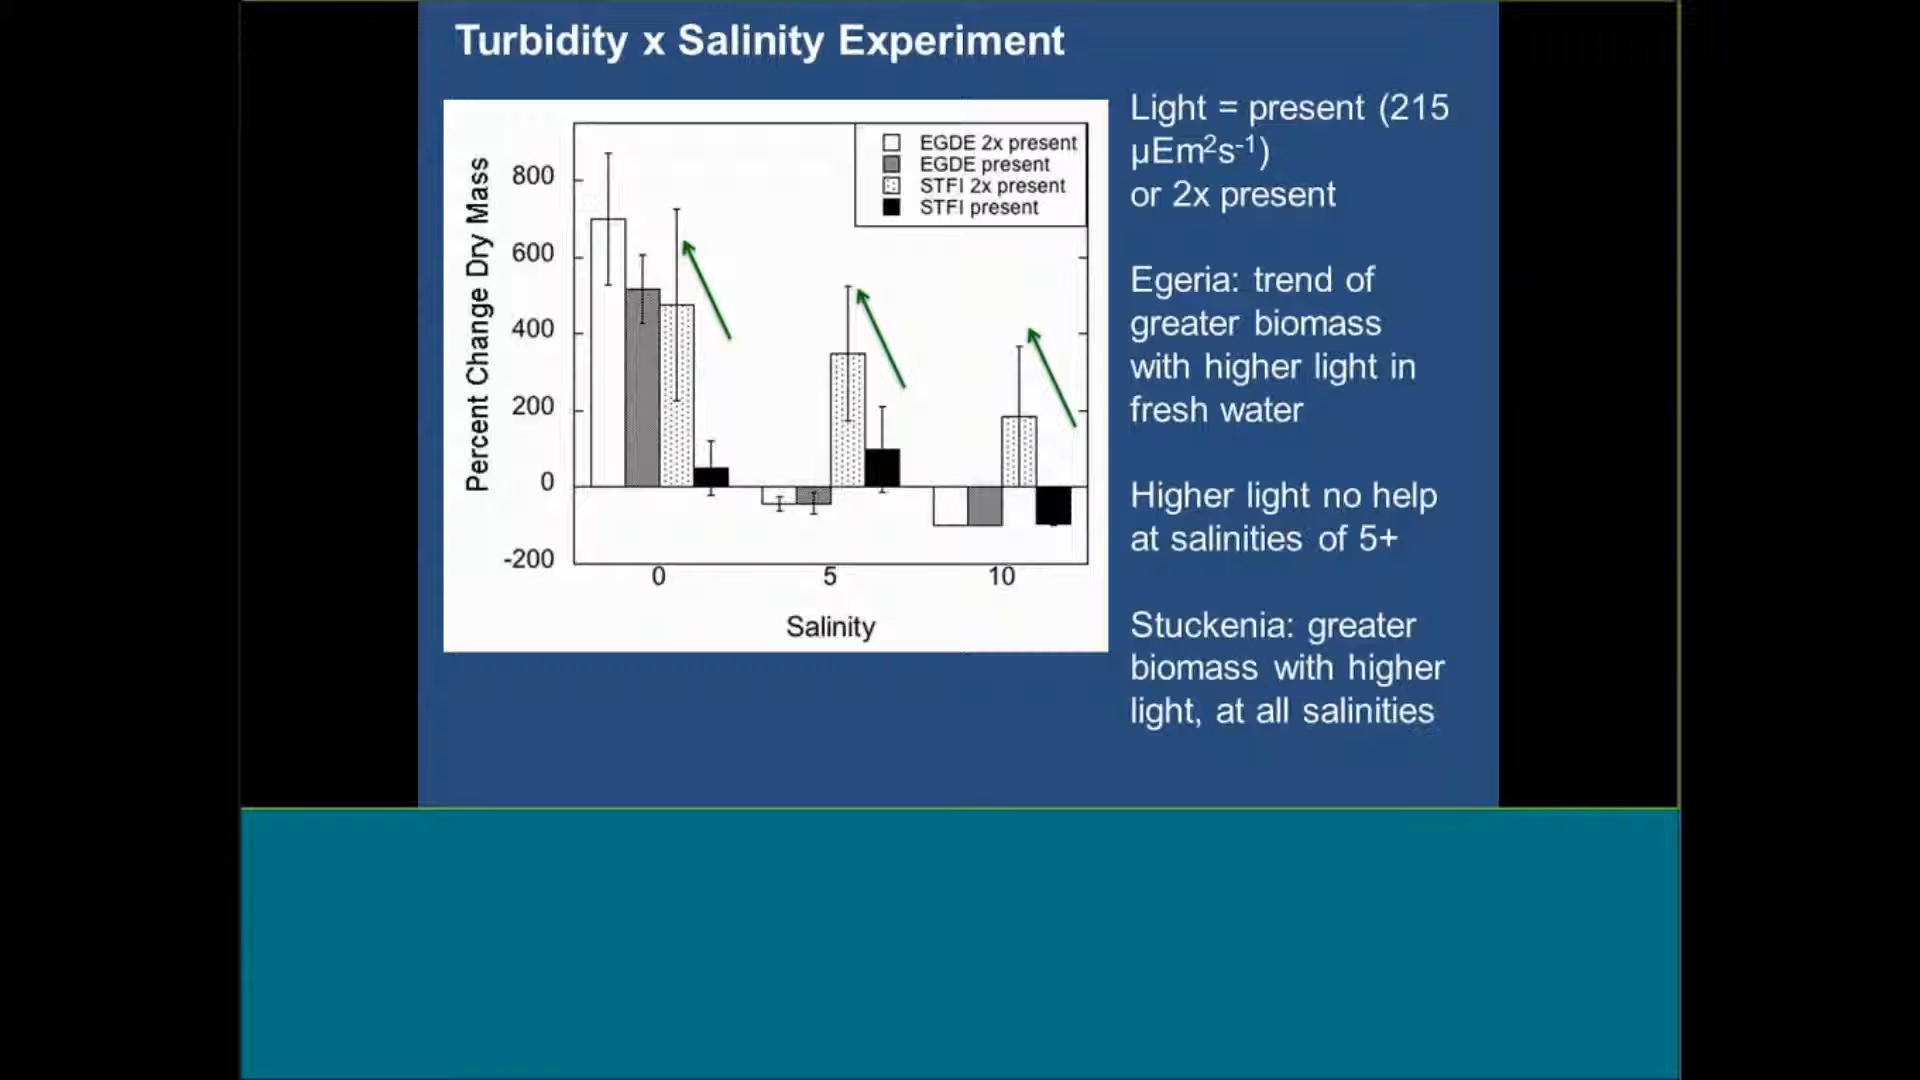 Turbidity x Salinity Experiment
Percent Change Dry Mass
800
600
400
200
0
-200
EGDE 2x present
EGDE present
STFI 2x present
STFI present
0 5 10
Salinity
Light = present (215
µEm²s⁻¹)
or 2x present
Egeria: trend of
greater biomass
with higher light in
fresh water
Higher light no help
at salinities of 5+
Stuckenia: greater
biomass with higher
light, at all salinities